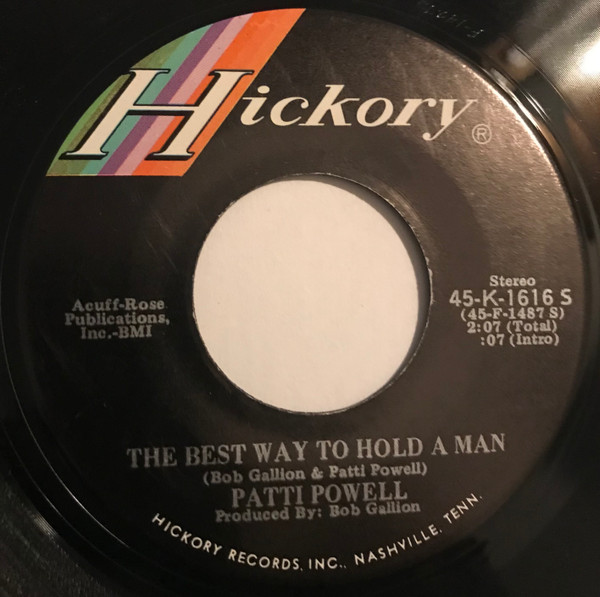 Hickory ®
Acuff-Rose
Publications,
Inc.-BMI
Stereo
45-K-1616 S
(45-F-1487 S)
2:07 (Total)
:07 (Intro)
THE BEST WAY TO HOLD A MAN
(Bob Gallion & Patti Powell)
PATTI POWELL
Produced By: Bob Gallion
HICKORY RECORDS, INC., NASHVILLE, TENN.